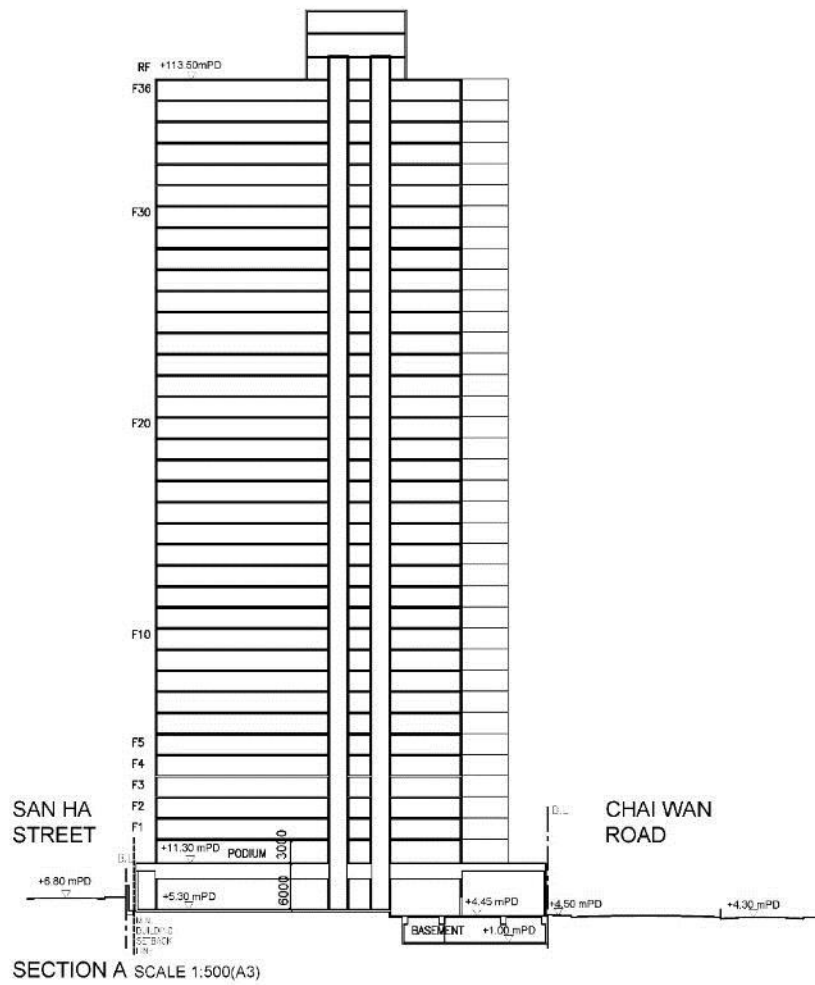 RF +113.50mPD
F36
F30
F20
F10
F5
F4
F3
F2
F1
SAN HA
STREET
CHAI WAN
ROAD
B.L
B.L
+11.30 mPD
PODIUM
3000
6000
+6.80 mPD
+5.30 mPD
+4.45 mPD
+4.50 mPD
+4.30 mPD
BUILDING
SETBACK
BASEMENT
+1.00 mPD
SECTION A SCALE 1:500(A3)